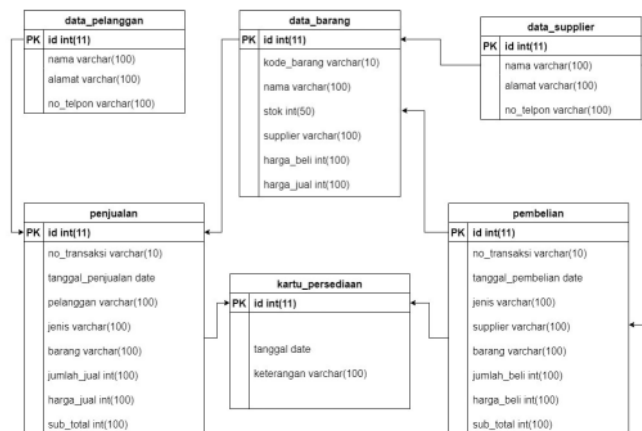 data_pelanggan
PK id int(11)
nama varchar(100)
alamat varchar(100)
no_telpon varchar(100)
data_barang
PK id int(11)
kode_barang varchar(10)
nama varchar(100)
stok int(50)
supplier varchar(100)
harga_beli int(100)
harga_jual int(100)
data_supplier
PK id int(11)
nama varchar(100)
alamat varchar(100)
no_telpon varchar(100)
penjualan
PK id int(11)
no_transaksi varchar(10)
tanggal_penjualan date
pelanggan varchar(100)
jenis varchar(100)
barang varchar(100)
jumlah_jual int(100)
harga_jual int(100)
sub_total int(100)
kartu_persediaan
PK id int(11)
tanggal date
keterangan varchar(100)
pembelian
PK id int(11)
no_transaksi varchar(10)
tanggal_pembelian date
jenis varchar(100)
supplier varchar(100)
barang varchar(100)
jumlah_beli int(100)
harga_beli int(100)
sub_total int(100)